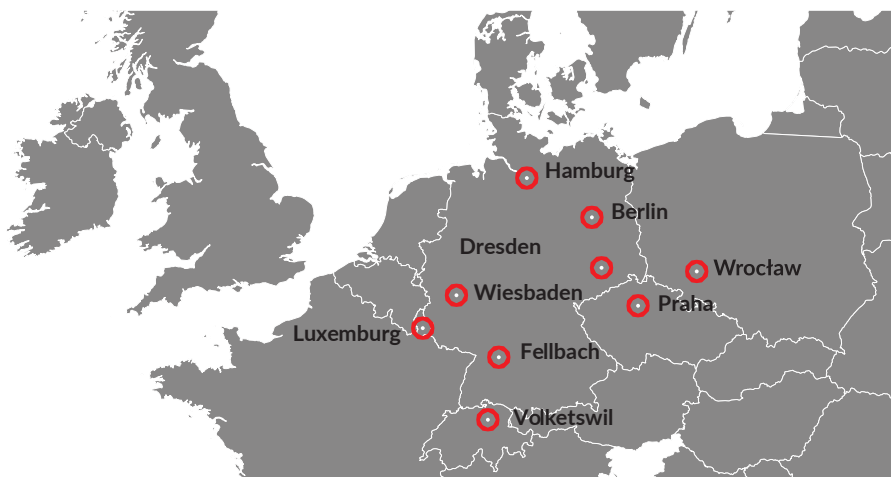 Hamburg
Berlin
Dresden
Wrocław
Wiesbaden
Praha
Luxemburg
Fellbach
Volketswil